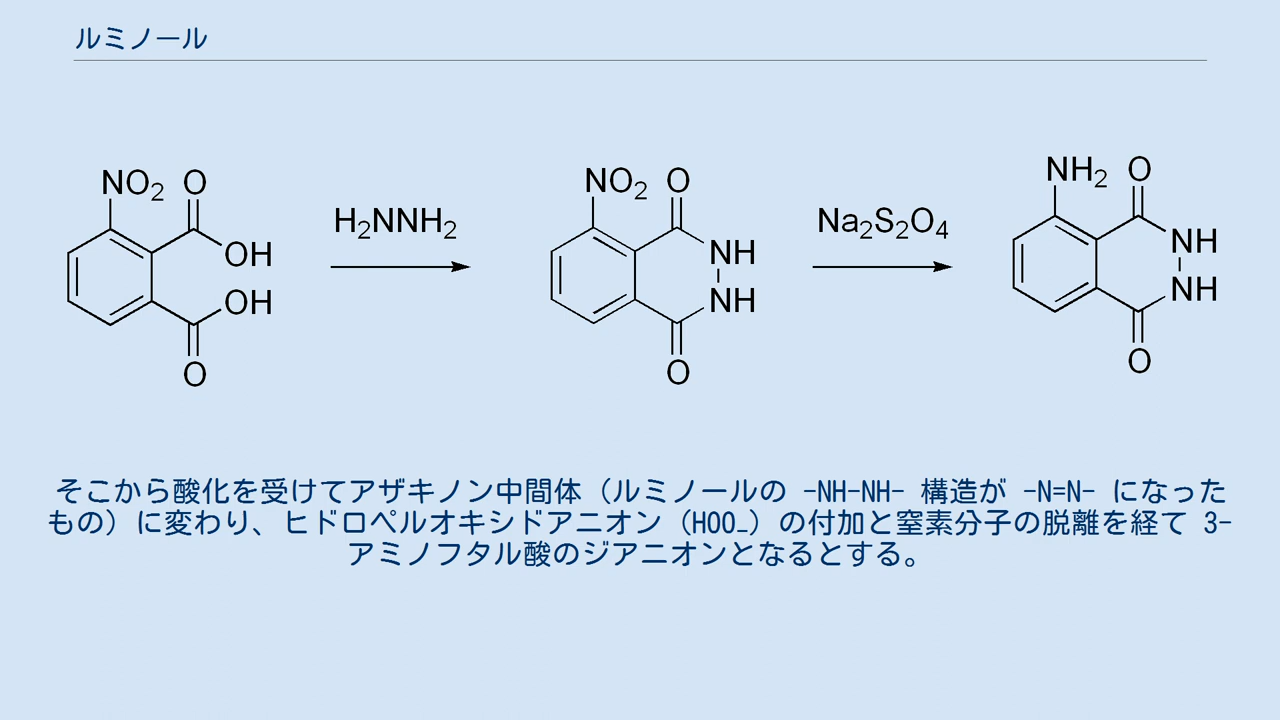 ルミノール
NO2 O
OH
OH
O
H2NNH2
NO2 O
NH
NH
O
Na2S2O4
NH2 O
NH
NH
O
そこから酸化を受けてアザキノン中間体（ルミノールの -NH-NH- 構造が -N=N- になった
もの）に変わり、ヒドロペルオキシドアニオン（HOO−）の付加と窒素分子の脱離を経て 3-
アミノフタル酸のジアニオンとなるとする。